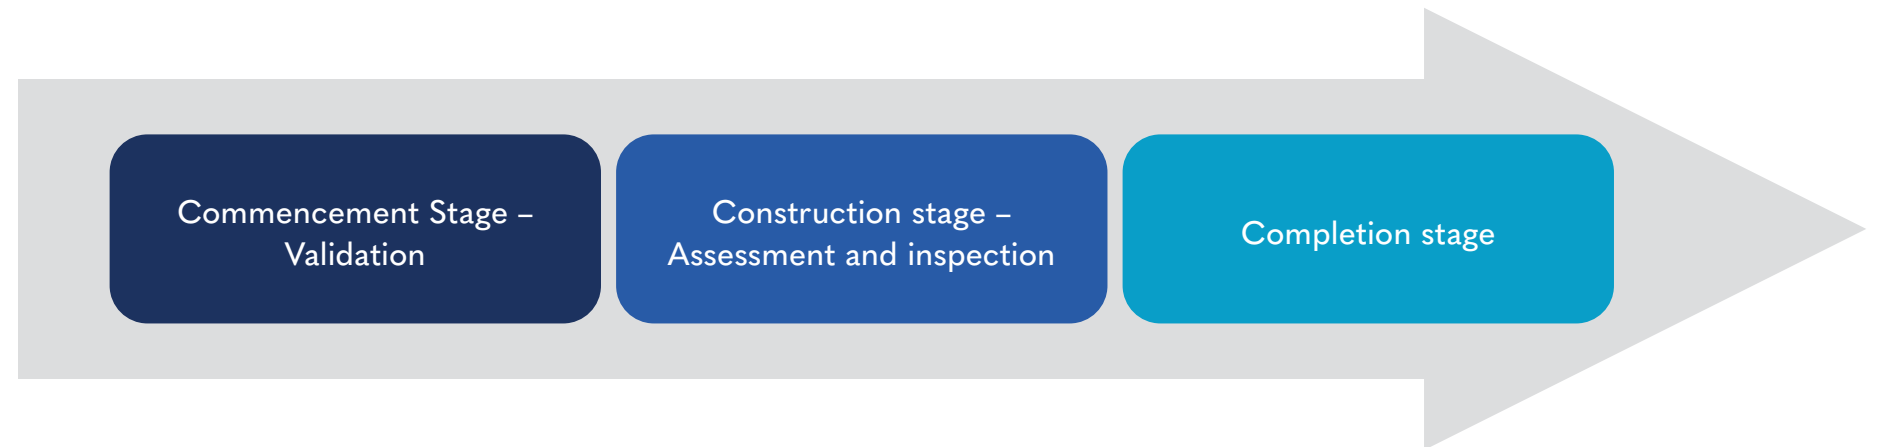 Commencement Stage –
Validation
Construction stage –
Assessment and inspection
Completion stage